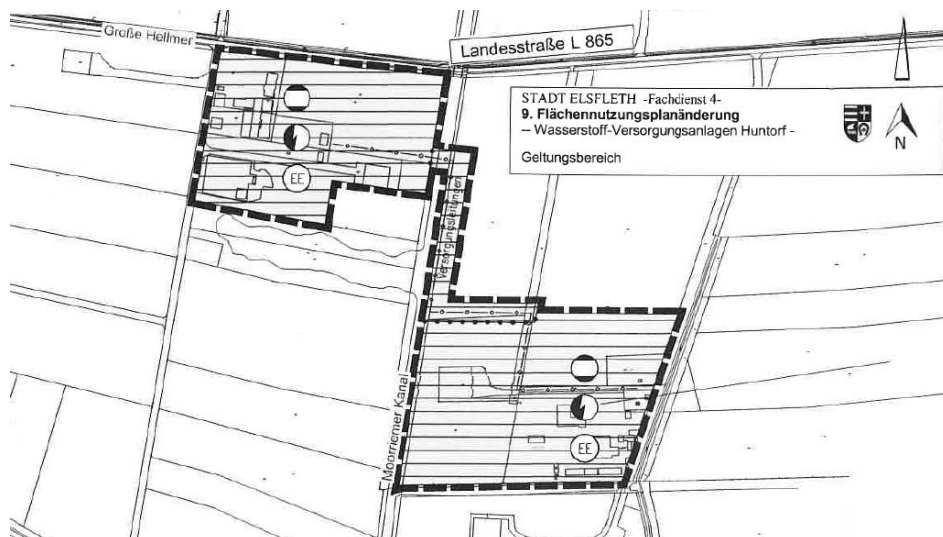 Große Hellmer
Landesstraße L 865
STADT ELSFLETH -Fachdienst 4-
9. Flächennutzungsplanänderung
– Wasserstoff-Versorgungsanlagen Huntorf -
Geltungsbereich
N
EE
Versorgungsleitungen
EE
Moorriemer Kanal